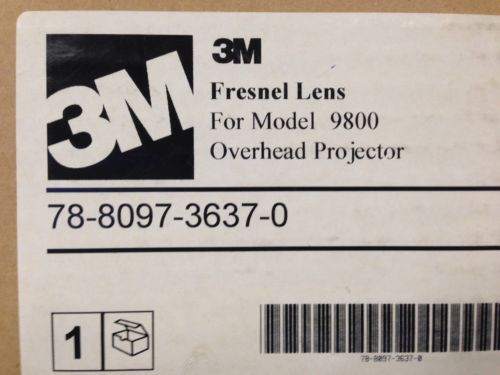 3M
3M
Fresnel Lens
For Model 9800
Overhead Projector
78-8097-3637-0
1
78-8097-3637-0